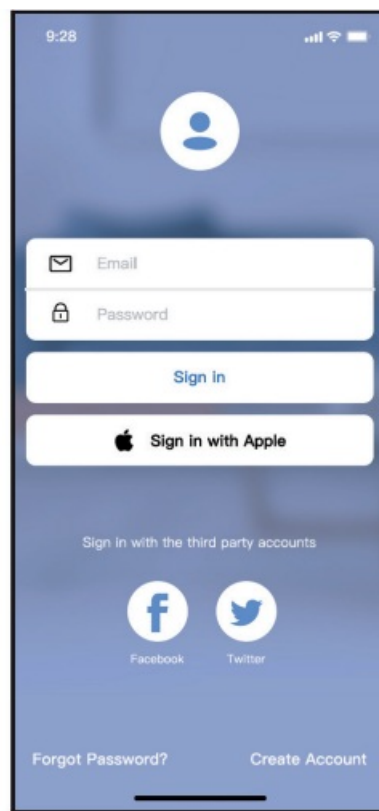 9:28
Email
Password
Sign in
Sign in with Apple
Sign in with the third party accounts
Facebook Twitter
Forgot Password? Create Account